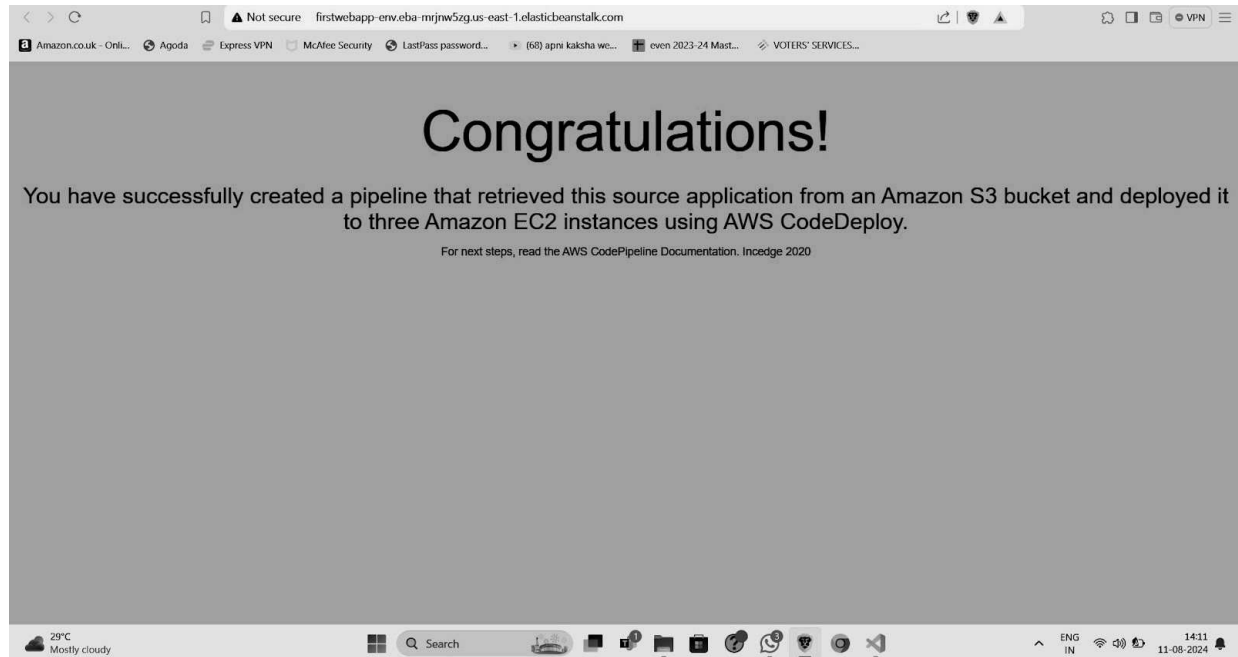 Not secure firstwebapp-env.eba-mrjnw5zg.us-east-1.elasticbeanstalk.com
VPN
Amazon.co.uk - Onli... Agoda Express VPN McAfee Security LastPass password... (68) apni kaksha we... even 2023-24 Mast... VOTERS' SERVICES...
Congratulations!
You have successfully created a pipeline that retrieved this source application from an Amazon S3 bucket and deployed it
to three Amazon EC2 instances using AWS CodeDeploy.
For next steps, read the AWS CodePipeline Documentation. Incedge 2020
29°C
Mostly cloudy
Search
ENG
IN
14:11
11-08-2024